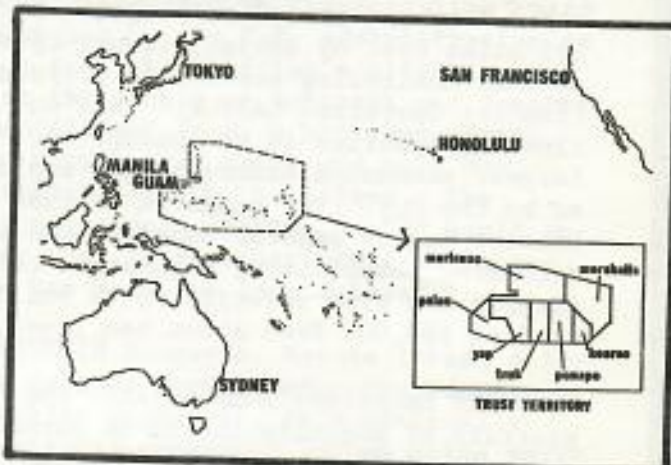 TOKYO
SAN FRANCISCO
HONOLULU
MANILA
GUAM
marianas
marshalls
palau
yap
truk
ponape
kosrae
SYDNEY
TRUST TERRITORY